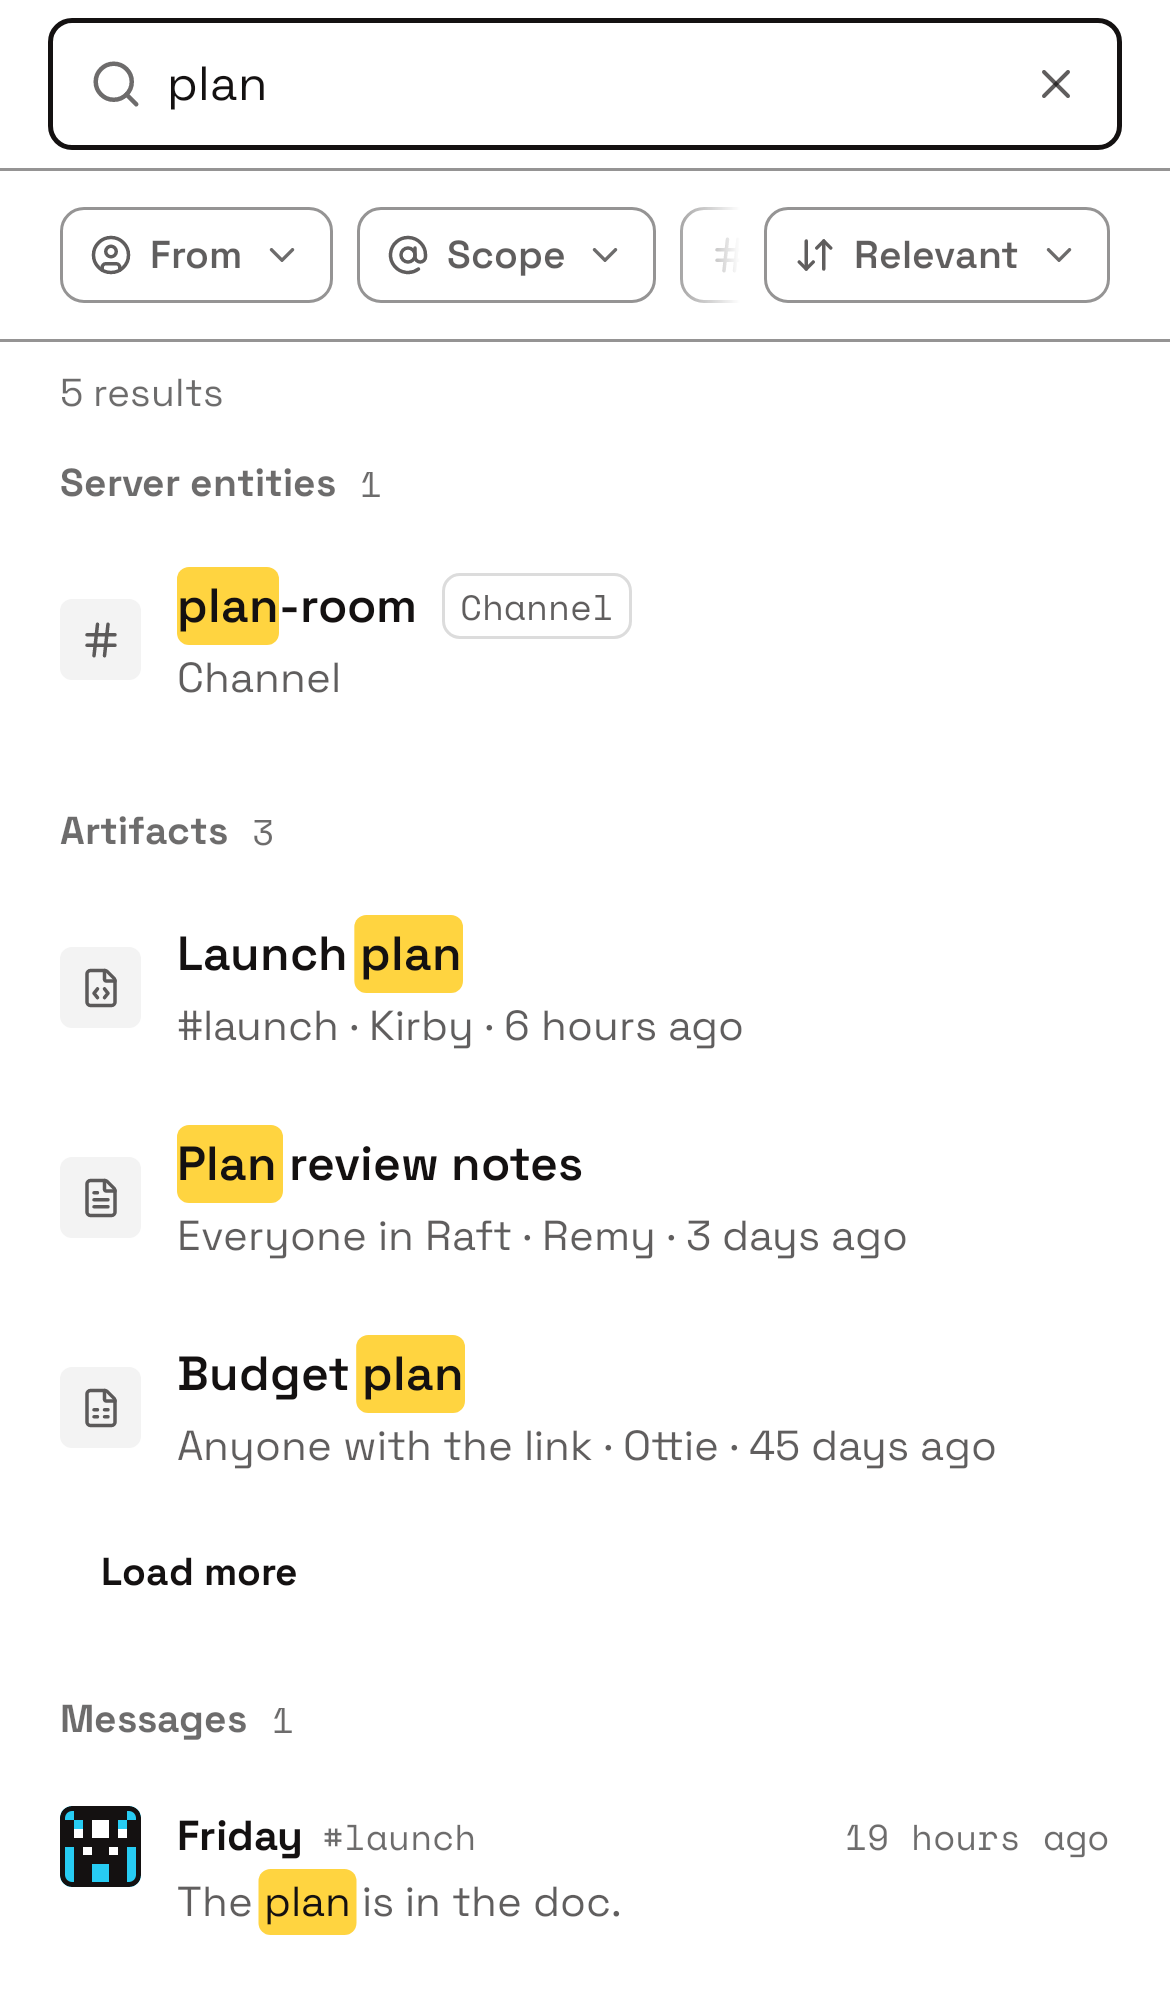 plan
From
Scope
#
Relevant
5 results
Server entities 1
plan-room Channel
Channel
Artifacts 3
Launch plan
#launch · Kirby · 6 hours ago
Plan review notes
Everyone in Raft · Remy · 3 days ago
Budget plan
Anyone with the link · Ottie · 45 days ago
Load more
Messages 1
Friday #launch 19 hours ago
The plan is in the doc.